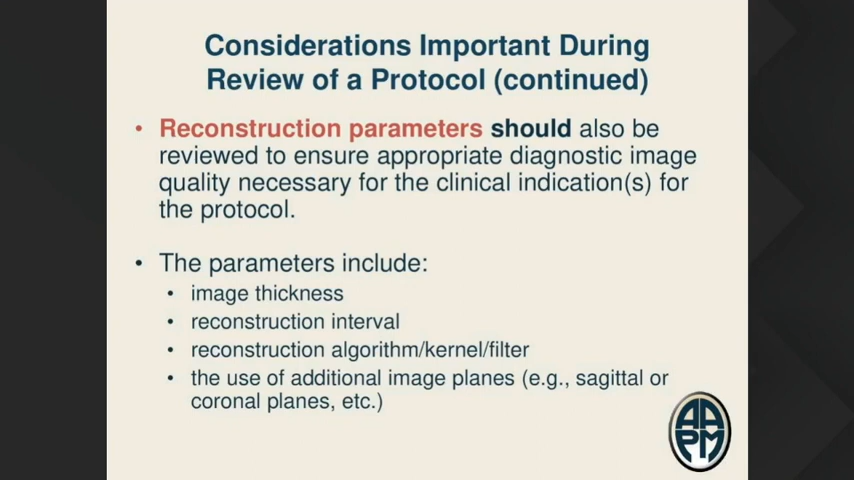 Considerations Important During
Review of a Protocol (continued)
• Reconstruction parameters should also be
reviewed to ensure appropriate diagnostic image
quality necessary for the clinical indication(s) for
the protocol.
• The parameters include:
• image thickness
• reconstruction interval
• reconstruction algorithm/kernel/filter
• the use of additional image planes (e.g., sagittal or
coronal planes, etc.)
AA
PM